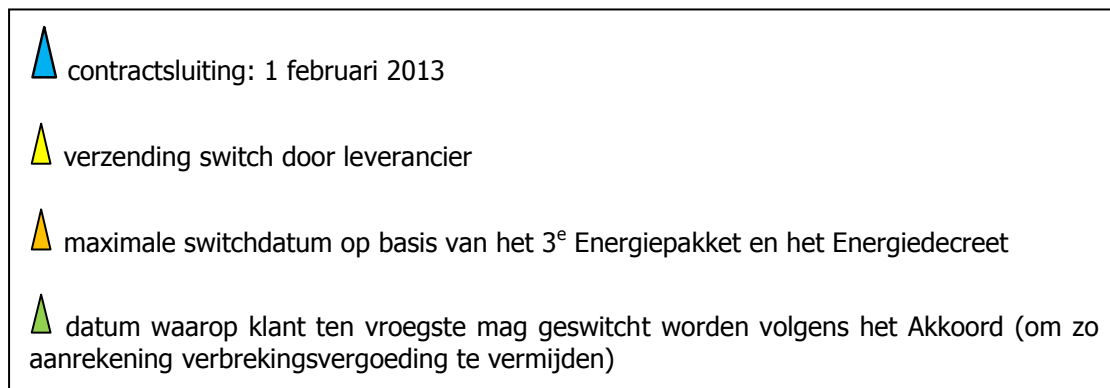 contractsluiting: 1 februari 2013
verzending switch door leverancier
maximale switchdatum op basis van het 3e Energiepakket en het Energiedecreet
datum waarop klant ten vroegste mag geswitcht worden volgens het Akkoord (om zo
aanrekening verbrekingsvergoeding te vermijden)